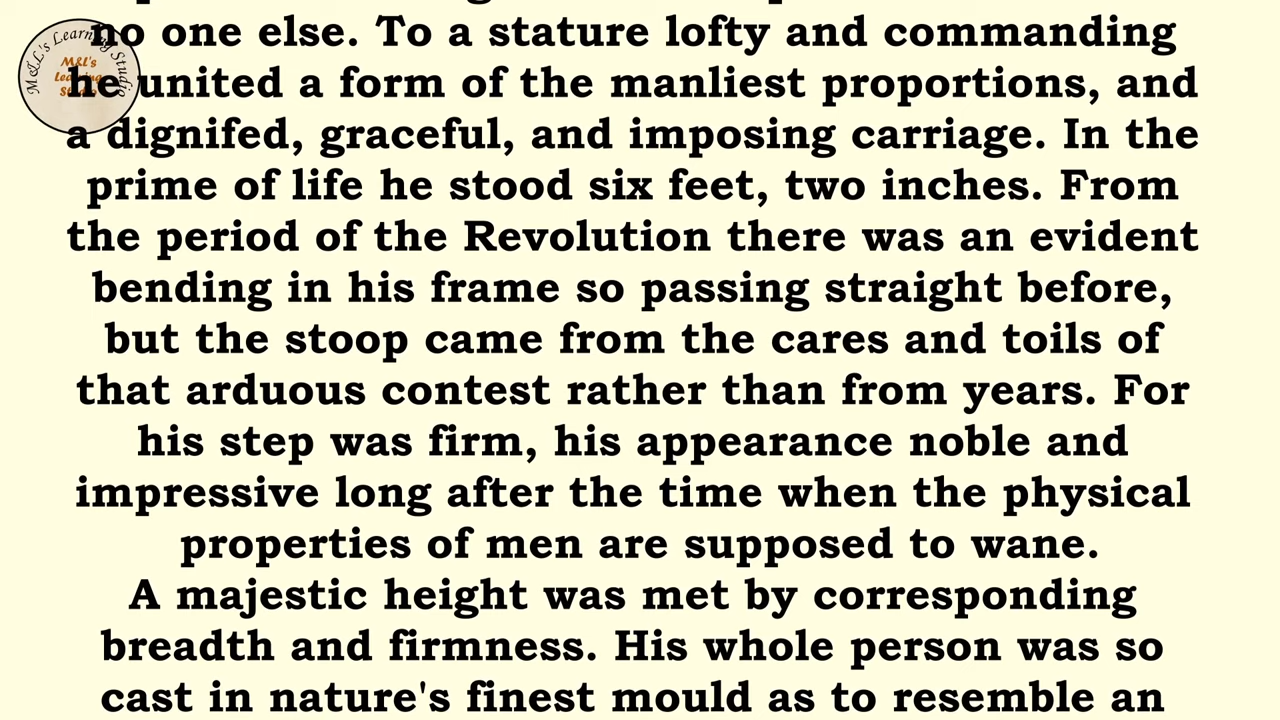 no one else. To a stature lofty and commanding
he united a form of the manliest proportions, and
a dignifed, graceful, and imposing carriage. In the
prime of life he stood six feet, two inches. From
the period of the Revolution there was an evident
bending in his frame so passing straight before,
but the stoop came from the cares and toils of
that arduous contest rather than from years. For
his step was firm, his appearance noble and
impressive long after the time when the physical
properties of men are supposed to wane.
A majestic height was met by corresponding
breadth and firmness. His whole person was so
cast in nature's finest mould as to resemble an
M&L's Learning Studio
M&L's
Learning
Studio